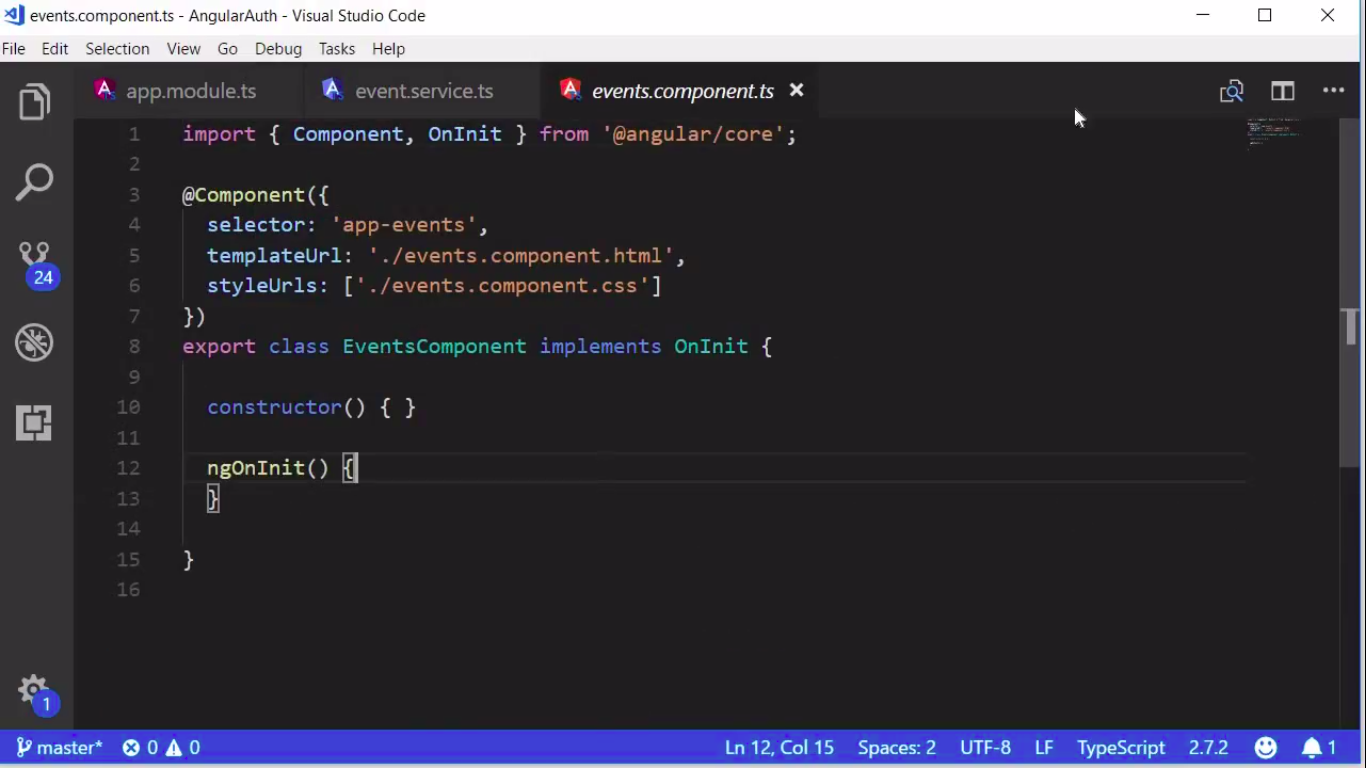 events.component.ts - AngularAuth - Visual Studio Code
File Edit Selection View Go Debug Tasks Help
app.module.ts event.service.ts events.component.ts
1 import { Component, OnInit } from '@angular/core';
2
3 @Component({
4 selector: 'app-events',
5 templateUrl: './events.component.html',
6 styleUrls: ['./events.component.css']
7 })
8 export class EventsComponent implements OnInit {
9
10 constructor() { }
11
12 ngOnInit() {
13 }
14
15 }
16
24
1
master* 0 0 Ln 12, Col 15 Spaces: 2 UTF-8 LF TypeScript 2.7.2 1